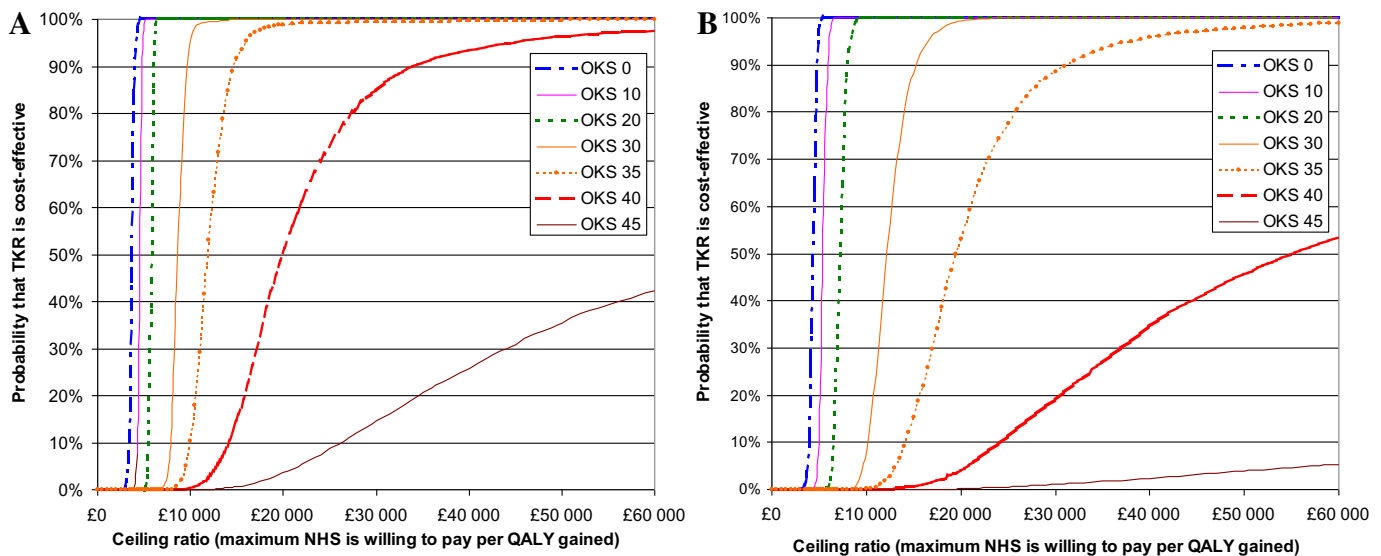 A
Probability that TKR is cost-effective
100%
90%
80%
70%
60%
50%
40%
30%
20%
10%
0%
£0 £10 000 £20 000 £30 000 £40 000 £50 000 £60 000
Ceiling ratio (maximum NHS is willing to pay per QALY gained)
OKS 0
OKS 10
OKS 20
OKS 30
OKS 35
OKS 40
OKS 45
B
Probability that TKR is cost-effective
100%
90%
80%
70%
60%
50%
40%
30%
20%
10%
0%
£0 £10 000 £20 000 £30 000 £40 000 £50 000 £60 000
Ceiling ratio (maximum NHS is willing to pay per QALY gained)
OKS 0
OKS 10
OKS 20
OKS 30
OKS 35
OKS 40
OKS 45